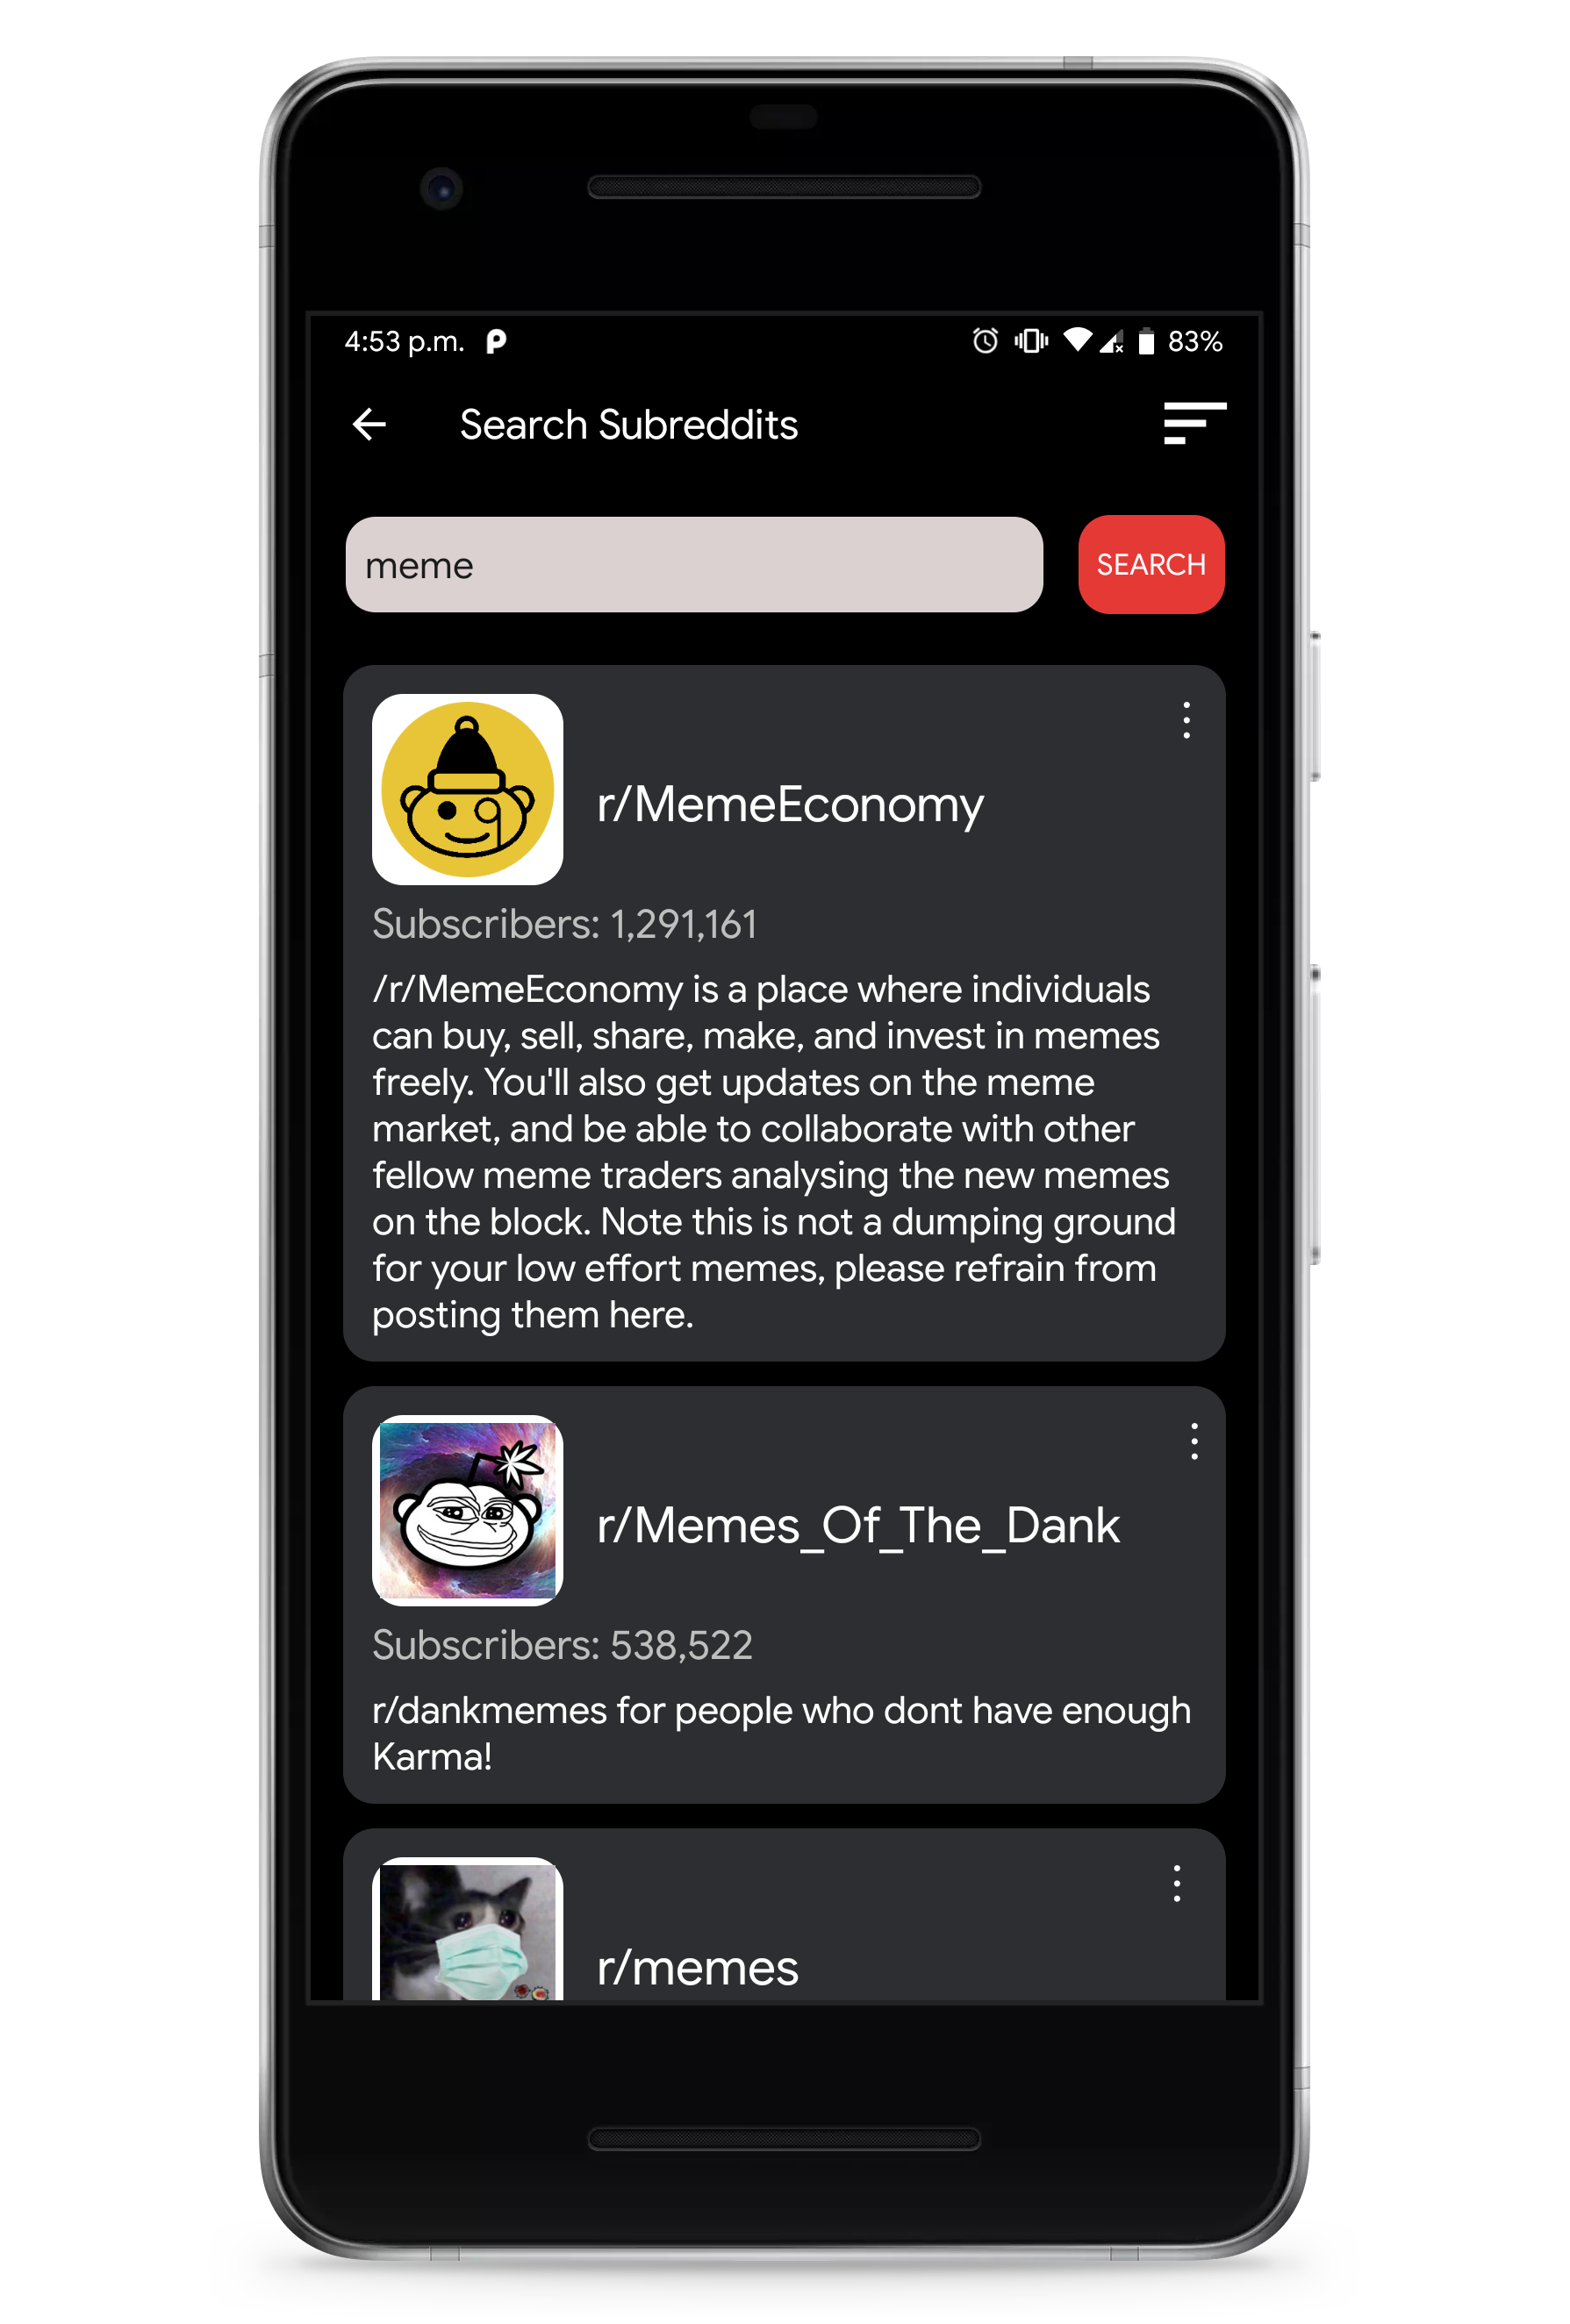 4:53 p.m.
83%
Search Subreddits
meme
SEARCH
r/MemeEconomy
Subscribers: 1,291,161
/r/MemeEconomy is a place where individuals
can buy, sell, share, make, and invest in memes
freely. You'll also get updates on the meme
market, and be able to collaborate with other
fellow meme traders analysing the new memes
on the block. Note this is not a dumping ground
for your low effort memes, please refrain from
posting them here.
r/Memes_Of_The_Dank
Subscribers: 538,522
r/dankmemes for people who dont have enough
Karma!
r/memes